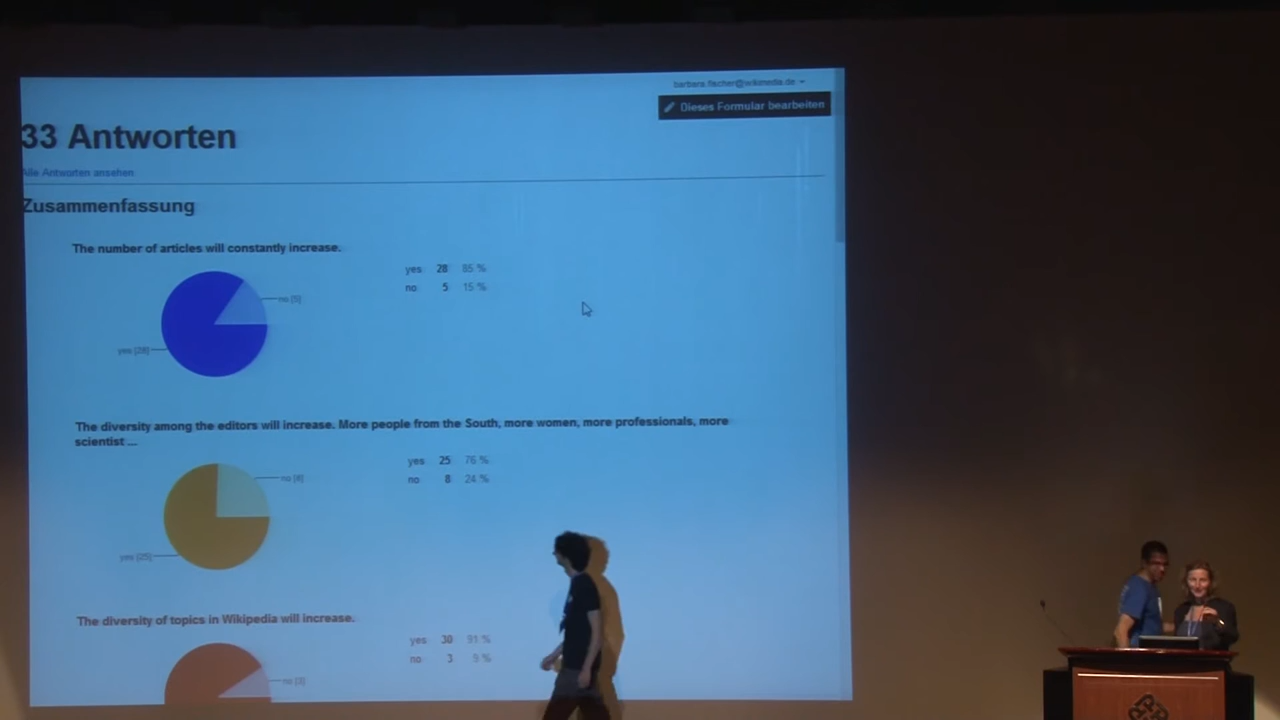 barbara.fischer@wikimedia.de
Dieses Formular bearbeiten
33 Antworten
Alle Antworten ansehen
Zusammenfassung
The number of articles will constantly increase.
yes 28 85 %
no 5 15 %
no [5]
yes [28]
The diversity among the editors will increase. More people from the South, more women, more professionals, more
scientist ...
yes 25 76 %
no 8 24 %
no [8]
yes [25]
The diversity of topics in Wikipedia will increase.
yes 30 91 %
no 3 9 %
no [3]